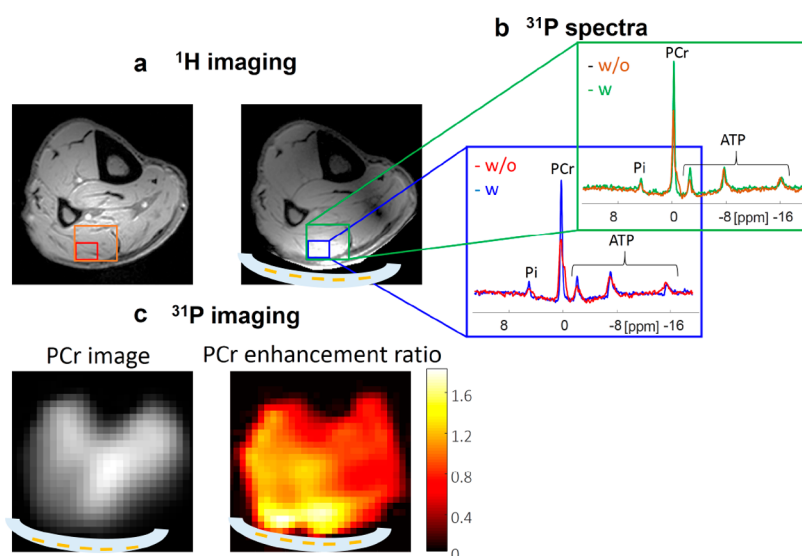 a ¹H imaging
b ³¹P spectra
PCr
- w/o
- w
ATP
Pi
8 0 -8 [ppm] -16
- w/o
- w
PCr
ATP
Pi
8 0 -8 [ppm] -16
c ³¹P imaging
PCr image
PCr enhancement ratio
1.6
1.2
0.8
0.4
0